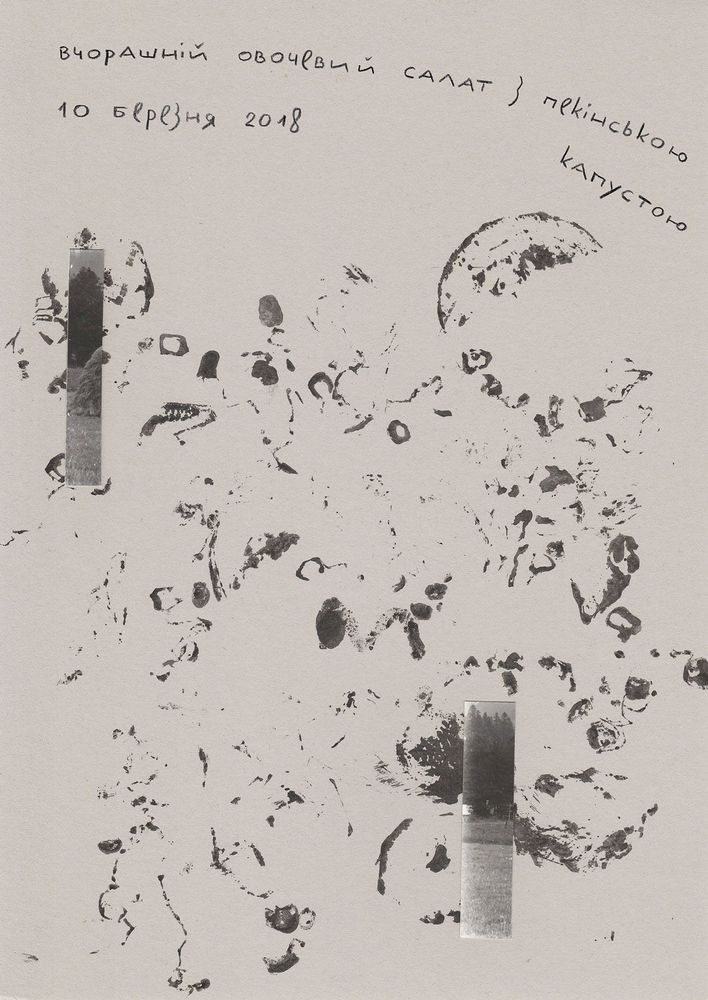 вчорашній овочевий салат з пекінською
капустою
10 березня 2018